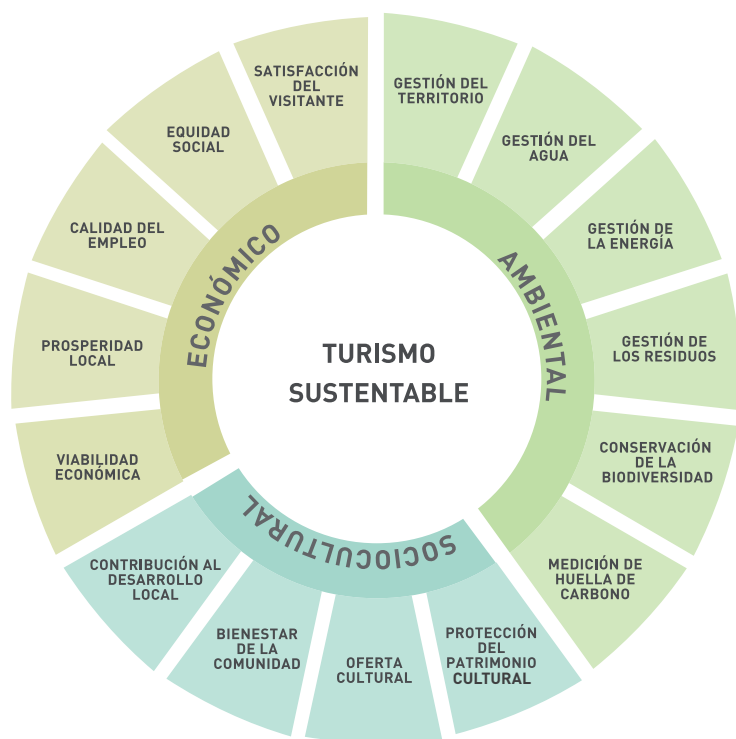 TURISMO
SUSTENTABLE
AMBIENTAL
GESTIÓN DEL
TERRITORIO
GESTIÓN DEL
AGUA
GESTIÓN DE
LA ENERGÍA
GESTIÓN DE
LOS RESIDUOS
CONSERVACIÓN
DE LA
BIODIVERSIDAD
MEDICIÓN DE
HUELLA DE
CARBONO
SOCIOCULTURAL
PROTECCIÓN
DEL
PATRIMONIO
CULTURAL
OFERTA
CULTURAL
BIENESTAR
DE LA
COMUNIDAD
CONTRIBUCIÓN AL
DESARROLLO
LOCAL
ECONÓMICO
VIABILIDAD
ECONÓMICA
PROSPERIDAD
LOCAL
CALIDAD DEL
EMPLEO
EQUIDAD
SOCIAL
SATISFACCIÓN
DEL
VISITANTE